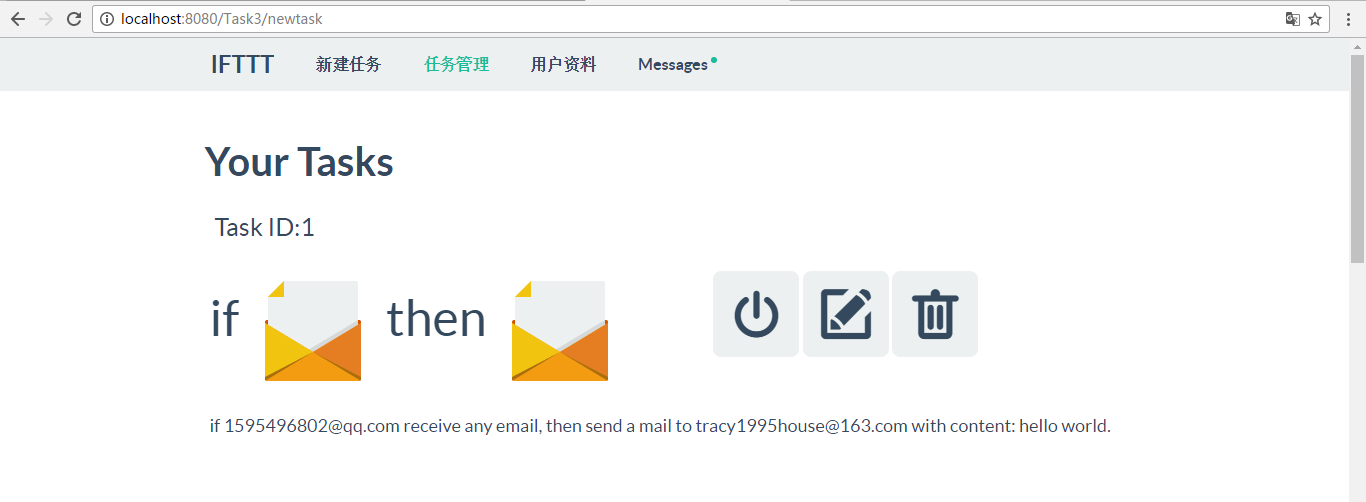 localhost:8080/Task3/newtask
IFTTT 新建任务 任务管理 用户资料 Messages
Your Tasks
Task ID:1
if then
if 1595496802@qq.com receive any email, then send a mail to tracy1995house@163.com with content: hello world.